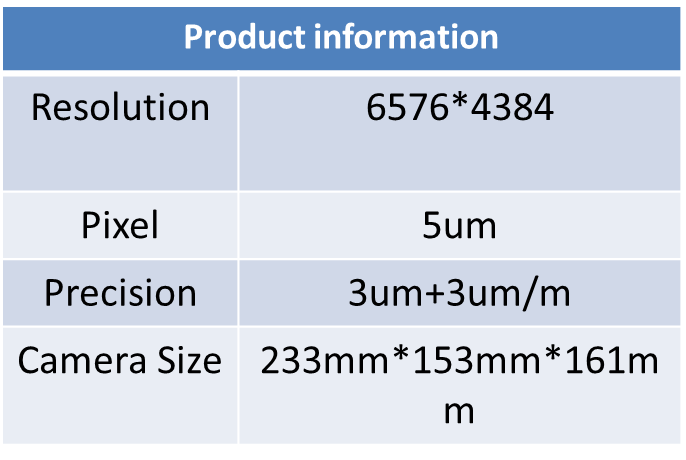 Product information
Resolution 6576*4384
Pixel 5um
Precision 3um+3um/m
Camera Size 233mm*153mm*161m
m